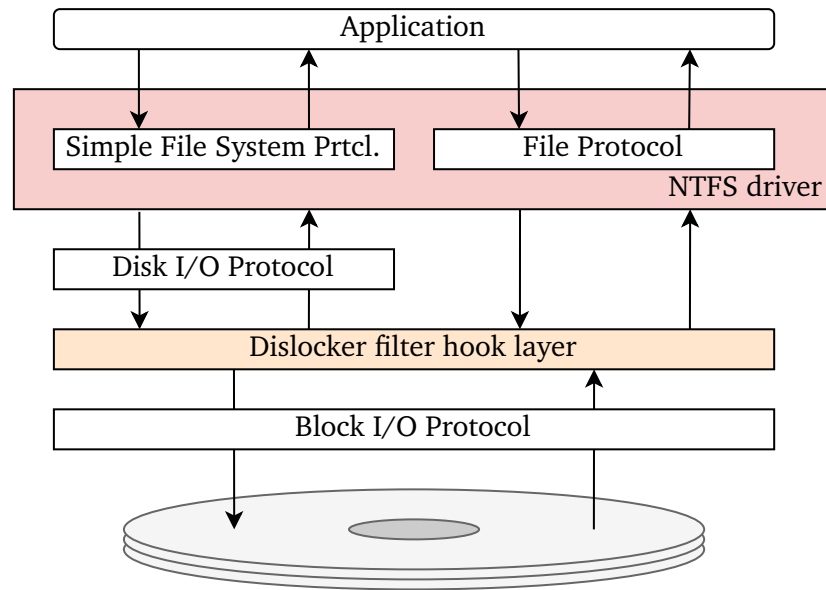 Application
Simple File System Prtcl.
File Protocol
NTFS driver
Disk I/O Protocol
Dislocker filter hook layer
Block I/O Protocol